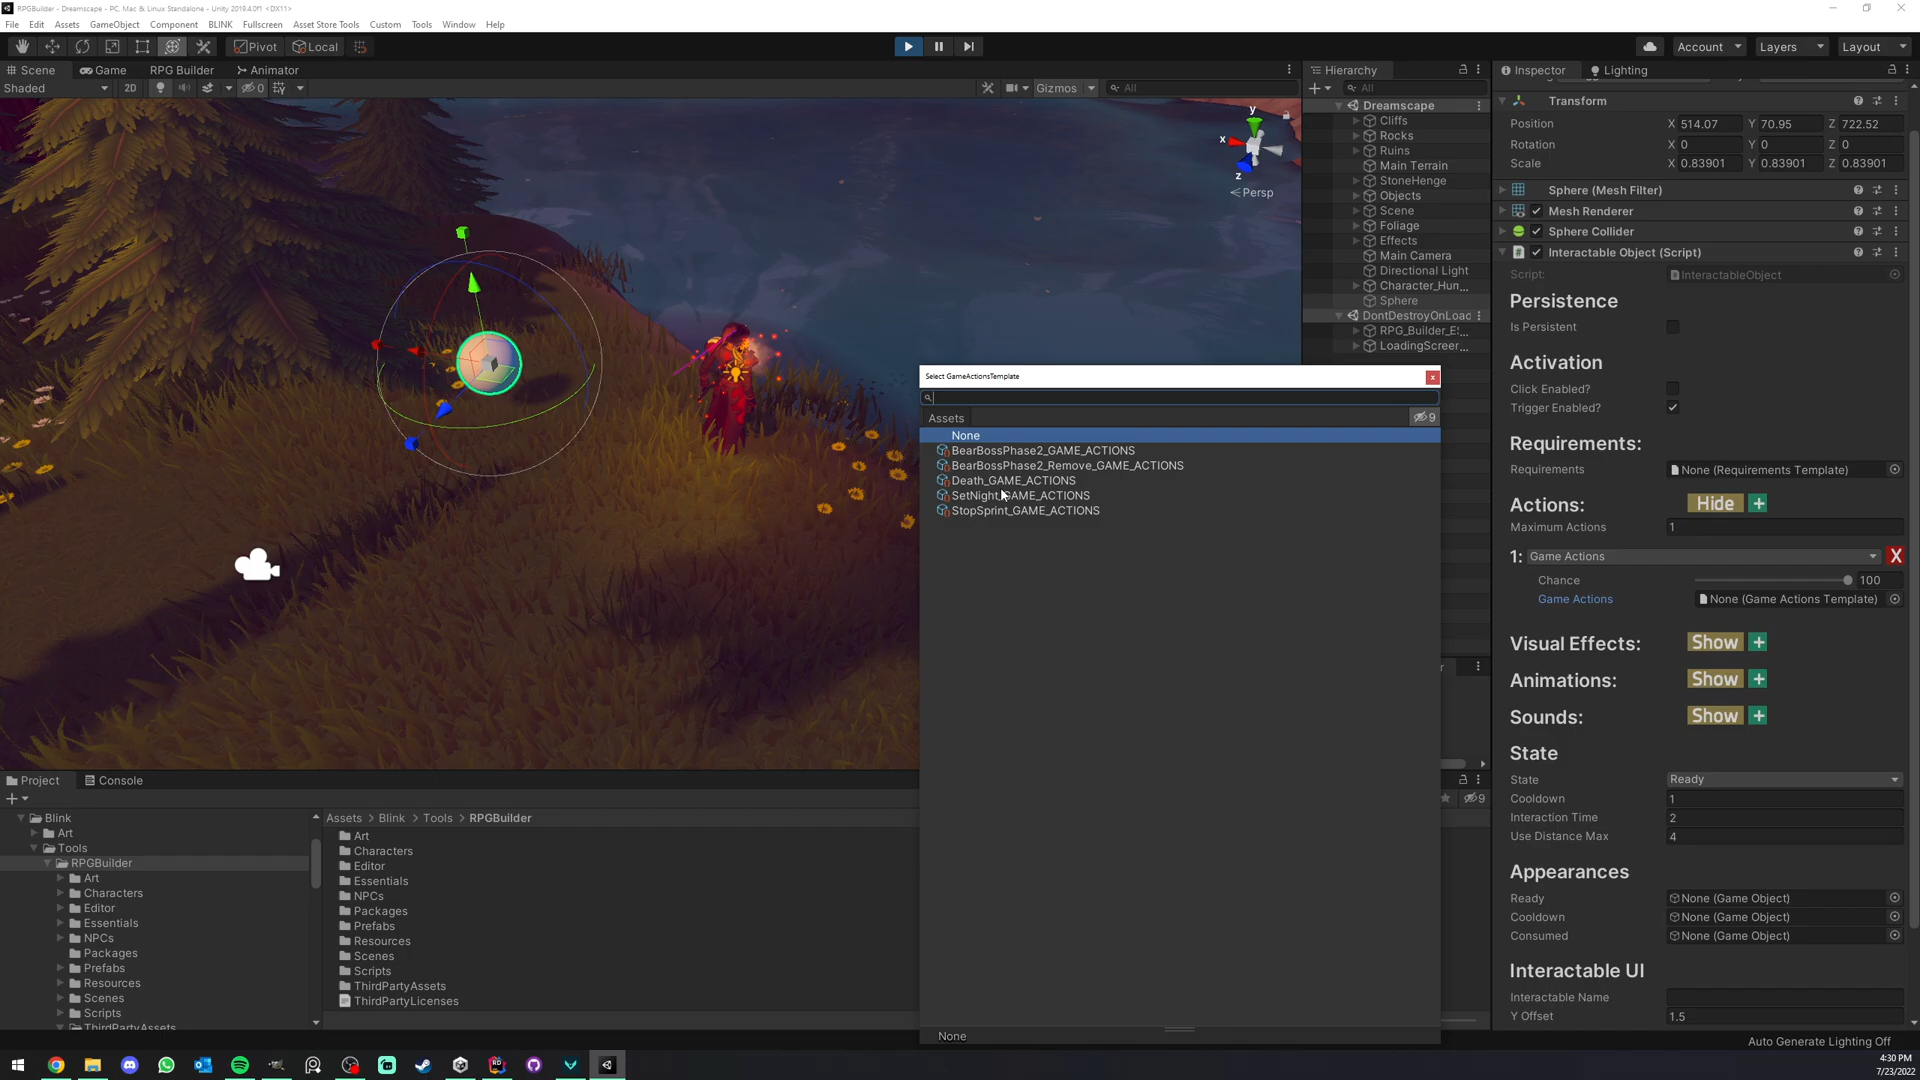 RPGBuilder - Dreamscape - PC, Mac & Linux Standalone - Unity 2019.4.0f1 <DX11>
File Edit Assets GameObject Component Tools BLINK Fullscreen Asset Store Tools Custom Tools Window Help
Pivot Local Account Layers Layout
Scene Game RPG Builder Animator
Shaded 2D 0 Gizmos All
y
x
z
Persp
Hierarchy
All
Dreamscape
Cliffs
Rocks
Ruins
Main Terrain
StoneHenge
Objects
Scene
Foliage
Effects
Main Camera
Directional Light
Character_Hun...
Sphere
DontDestroyOnLoad
RPG_Builder_E...
LoadingScreen...
Select GameActionsTemplate
x
Assets
9
None
BearBossPhase2_GAME_ACTIONS
BearBossPhase2_Remove_GAME_ACTIONS
Death_GAME_ACTIONS
SetNight_GAME_ACTIONS
StopSprint_GAME_ACTIONS
None
Inspector Lighting
Transform
Position X 514.07 Y 70.95 Z 722.52
Rotation X 0 Y 0 Z 0
Scale X 0.83901 Y 0.83901 Z 0.83901
Sphere (Mesh Filter)
Mesh Renderer
Sphere Collider
Interactable Object (Script)
Script: InteractableObject
Persistence
Is Persistent
Activation
Click Enabled?
Trigger Enabled?
Requirements:
Requirements None (Requirements Template)
Actions: Hide +
Maximum Actions 1
1: Game Actions X
Chance 100
Game Actions None (Game Actions Template)
Visual Effects: Show +
Animations: Show +
Sounds: Show +
State
State Ready
Cooldown 1
Interaction Time 2
Use Distance Max 4
Appearances
Ready None (Game Object)
Cooldown None (Game Object)
Consumed None (Game Object)
Interactable UI
Interactable Name
Y Offset 1.5
Auto Generate Lighting Off
Project Console
9
Blink
Art
Tools
RPGBuilder
Art
Characters
Editor
Essentials
NPCs
Packages
Prefabs
Resources
Scenes
Scripts
ThirdPartyAssets
Assets > Blink > Tools > RPGBuilder
Art
Characters
Editor
Essentials
NPCs
Packages
Prefabs
Resources
Scenes
Scripts
ThirdPartyAssets
ThirdPartyLicenses
4:30 PM
7/23/2022